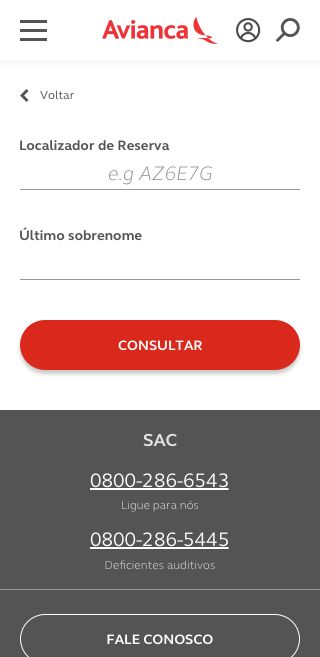 Avianca
Voltar
Localizador de Reserva
e.g AZ6E7G
Último sobrenome
CONSULTAR
SAC
0800-286-6543
Ligue para nós
0800-286-5445
Deficientes auditivos
FALE CONOSCO